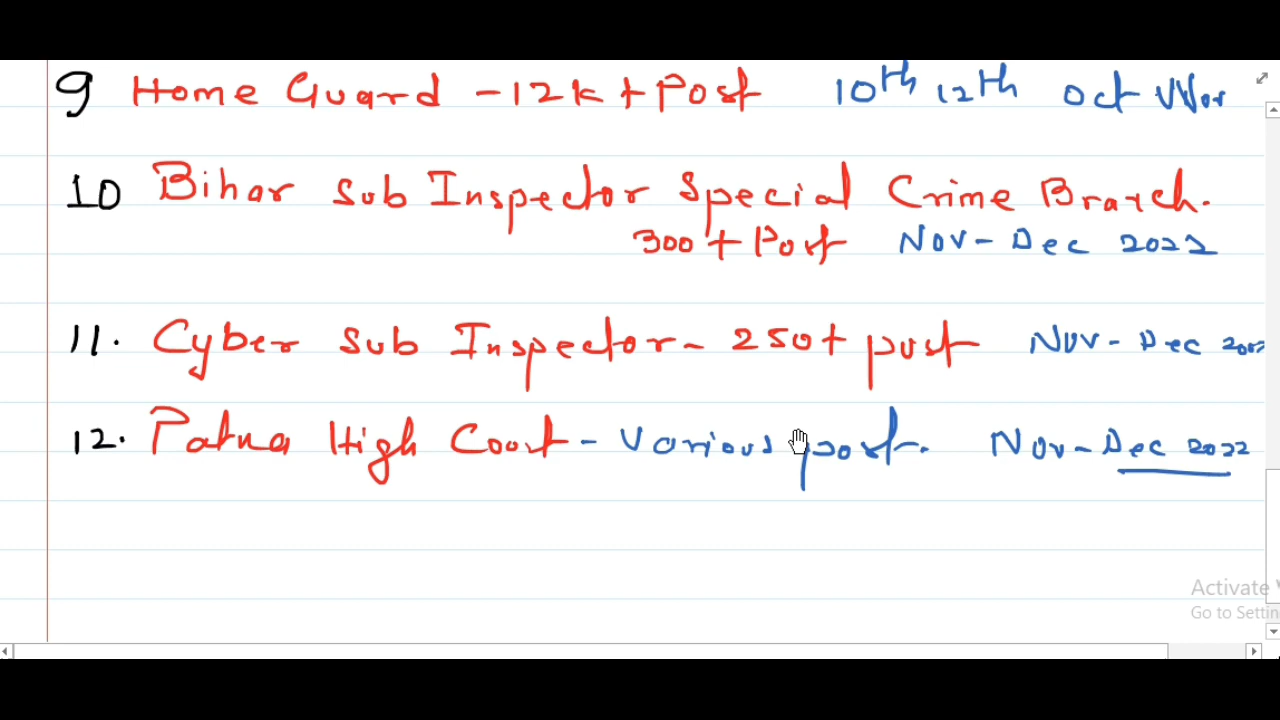 9 Home Guard - 12k + Post 10th 12th Oct
10 Bihar Sub Inspector Special Crime Branch.
300 + Post Nov - Dec 2022
11. Cyber Sub Inspector - 250+ post Nov - Dec
12. Patna High Court - Various post. Nov - Dec 2022
Activate
Go to Settin